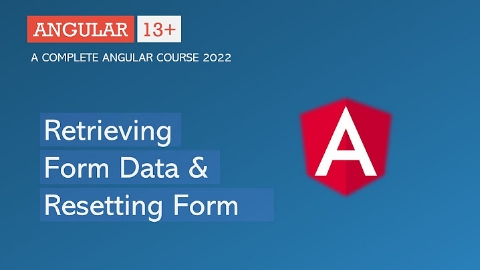 ANGULAR 13+
A COMPLETE ANGULAR COURSE 2022
Retrieving
Form Data &
Resetting Form
A